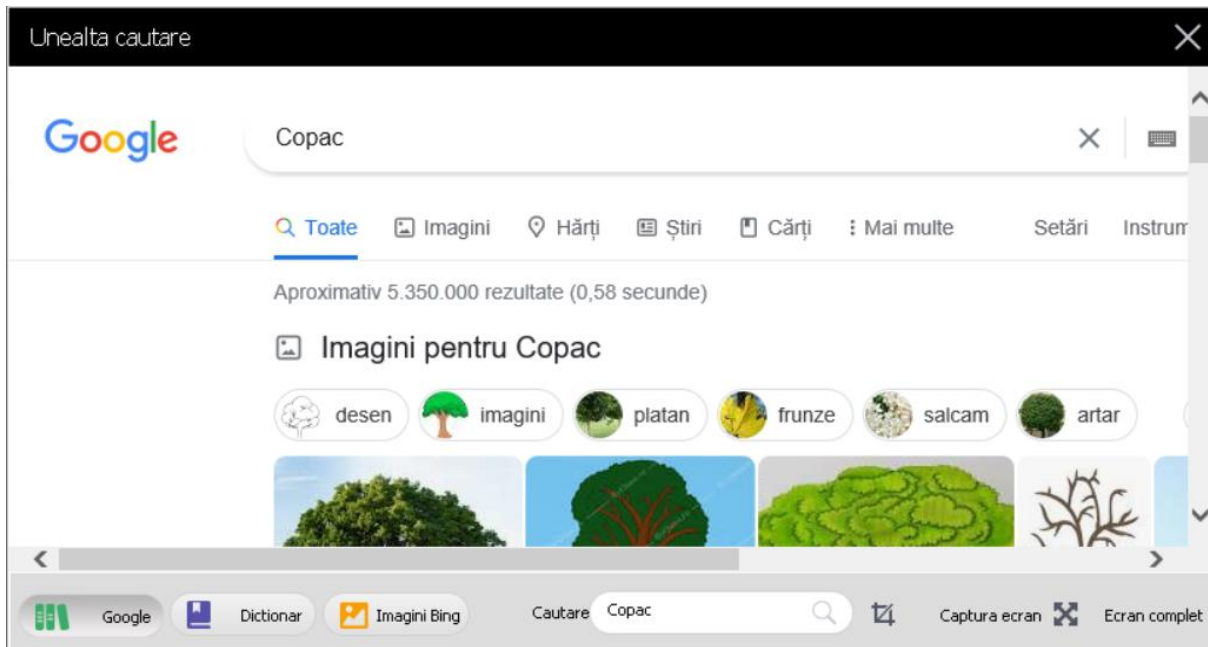 Unealta cautare
Google
Copac
Toate Imagini Hărți Știri Cărți Mai multe Setări Instrum
Aproximativ 5.350.000 rezultate (0,58 secunde)
Imagini pentru Copac
desen imagini platan frunze salcam artar
Google Dictionar Imagini Bing Cautare Copac Captura ecran Ecran complet